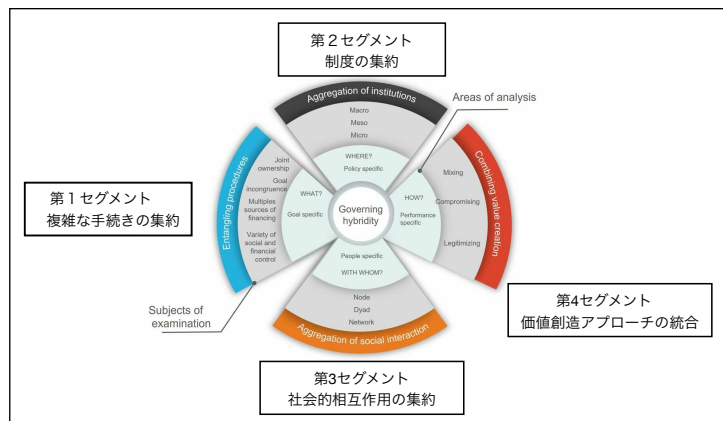 第２セグメント
制度の集約
Aggregation of institutions
Areas of analysis
Macro
Meso
Micro
WHERE?
Policy specific
Combining value creation
Mixing
Compromising
Legitimizing
HOW?
Performance
specific
第１セグメント
複雑な手続きの集約
Entangling procedures
Joint
ownership
Goal
incongruence
Multiples
sources of
financing
Variety of
social and
financial
control
WHAT?
Goal specific
Governing
hybridity
People specific
WITH WHOM?
Node
Dyad
Network
Aggregation of social interaction
Subjects of
examination
第4セグメント
価値創造アプローチの統合
第3セグメント
社会的相互作用の集約